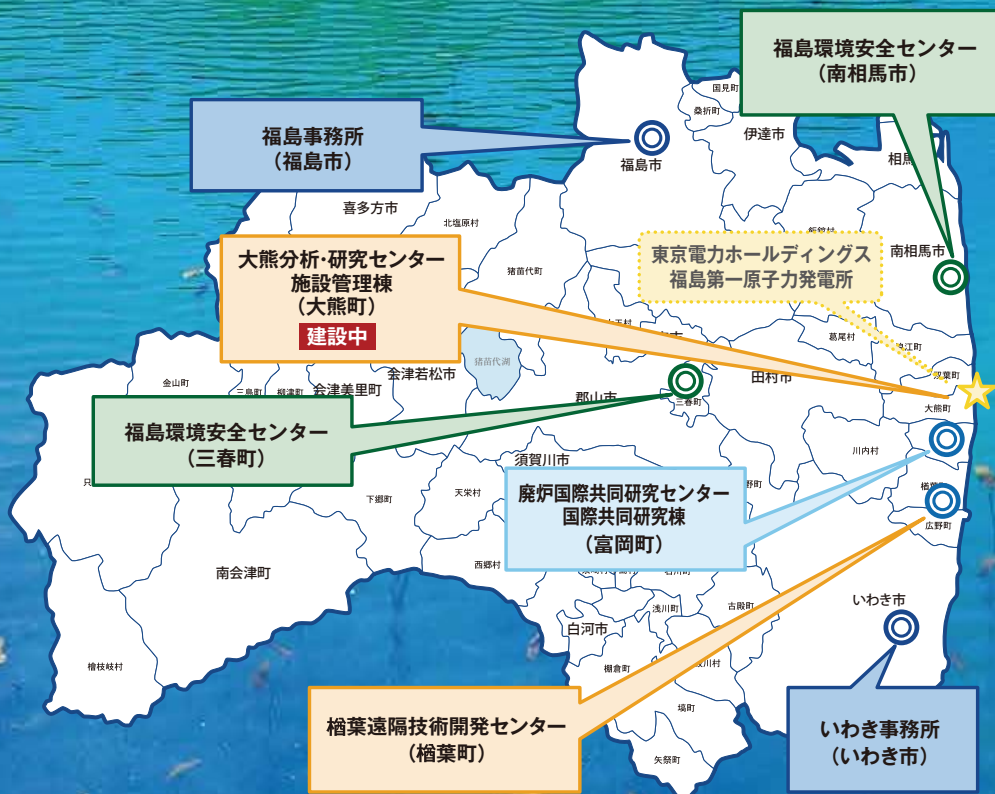 福島環境安全センター
（南相馬市）
福島事務所
（福島市）
国見町
桑折町
伊達市
福島市
喜多方市
北塩原村
猪苗代町
南相馬市
大熊分析・研究センター
施設管理棟
（大熊町）
建設中
東京電力ホールディングス
福島第一原子力発電所
葛尾村
浪江町
双葉町
猪苗代湖
会津若松市
金山町
三島町
柳津町
会津美里町
田村市
郡山市
三春町
大熊町
福島環境安全センター
（三春町）
須賀川市
川内村
天栄村
下郷町
廃炉国際共同研究センター
国際共同研究棟
（富岡町）
広野町
南会津町
西郷村
浅川町
古殿町
いわき市
白河市
檜枝岐村
棚倉町
塙町
矢祭町
楢葉遠隔技術開発センター
（楢葉町）
いわき事務所
（いわき市）